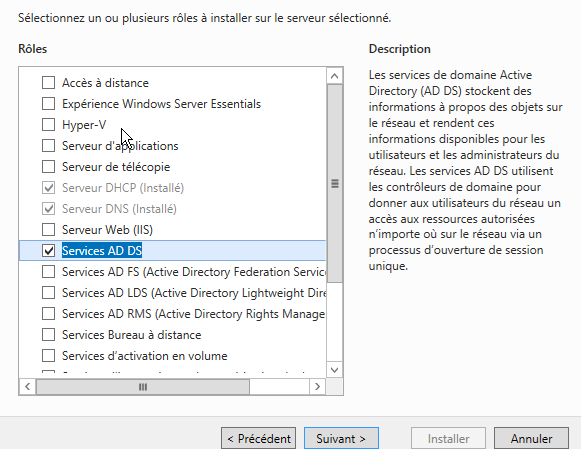 Sélectionnez un ou plusieurs rôles à installer sur le serveur sélectionné.
Rôles
Accès à distance
Expérience Windows Server Essentials
Hyper-V
Serveur d'applications
Serveur de télécopie
Serveur DHCP (Installé)
Serveur DNS (Installé)
Serveur Web (IIS)
Services AD DS
Services AD FS (Active Directory Federation Service
Services AD LDS (Active Directory Lightweight Dire
Services AD RMS (Active Directory Rights Manage
Services Bureau à distance
Services d'activation en volume
Description
Les services de domaine Active
Directory (AD DS) stockent des
informations à propos des objets sur
le réseau et rendent ces
informations disponibles pour les
utilisateurs et les administrateurs du
réseau. Les services AD DS utilisent
les contrôleurs de domaine pour
donner aux utilisateurs du réseau un
accès aux ressources autorisées
n'importe où sur le réseau via un
processus d'ouverture de session
unique.
< Précédent
Suivant >
Installer
Annuler